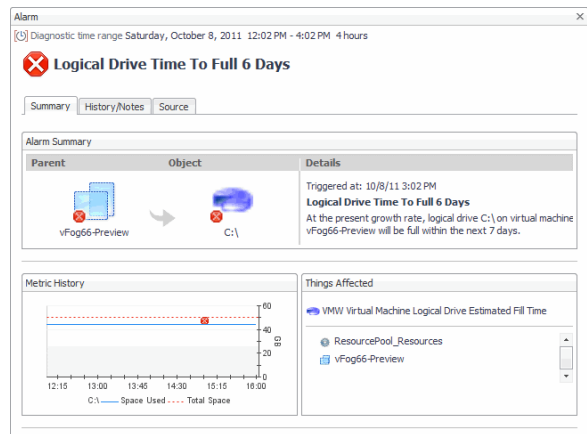 Alarm
Diagnostic time range Saturday, October 8, 2011 12:02 PM - 4:02 PM 4 hours
Logical Drive Time To Full 6 Days
Summary History/Notes Source
Alarm Summary
Parent Object Details
Triggered at: 10/8/11 3:02 PM
Logical Drive Time To Full 6 Days
At the present growth rate, logical drive C:\ on virtual machine
vFog66-Preview will be full within the next 7 days.
vFog66-Preview C:\
Metric History
60
40
20
0
GB
12:15 13:00 13:45 14:30 15:15 16:00
C:\ Space Used Total Space
Things Affected
VMW Virtual Machine Logical Drive Estimated Fill Time
ResourcePool_Resources
vFog66-Preview